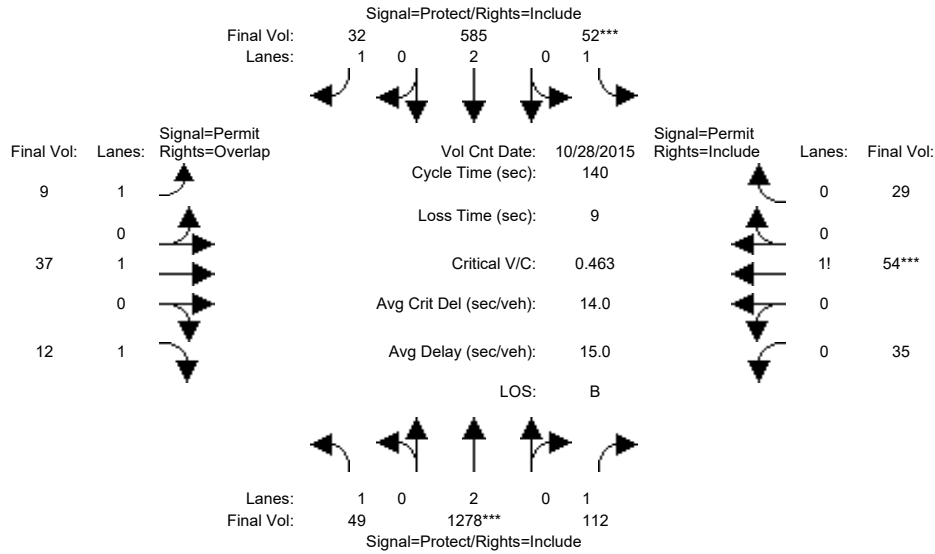 Signal=Protect/Rights=Include
Final Vol: 32 585 52***
Lanes: 1 0 2 0 1
Signal=Permit Signal=Permit
Final Vol: Lanes: Rights=Overlap Vol Cnt Date: 10/28/2015 Rights=Include Lanes: Final Vol:
Cycle Time (sec): 140
9 1 0 29
Loss Time (sec): 9
0 0
37 1 Critical V/C: 0.463 1! 54***
0 Avg Crit Del (sec/veh): 14.0 0
12 1 Avg Delay (sec/veh): 15.0 0 35
LOS: B
Lanes: 1 0 2 0 1
Final Vol: 49 1278*** 112
Signal=Protect/Rights=Include